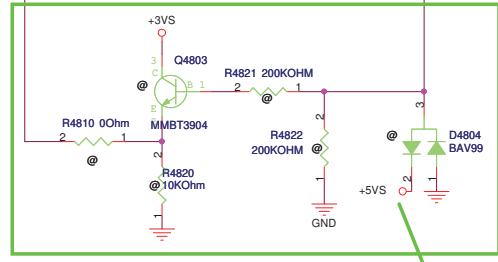 +3VS
3
C
Q4803
@
B 1
E
MMBT3904
2
R4821 200KOHM
2
1
@
R4810 0Ohm
2
1
@
R4822
200KOHM
@
2
1
GND
R4820
@
10KOhm
1
3
@
D4804
BAV99
2
1
+5VS